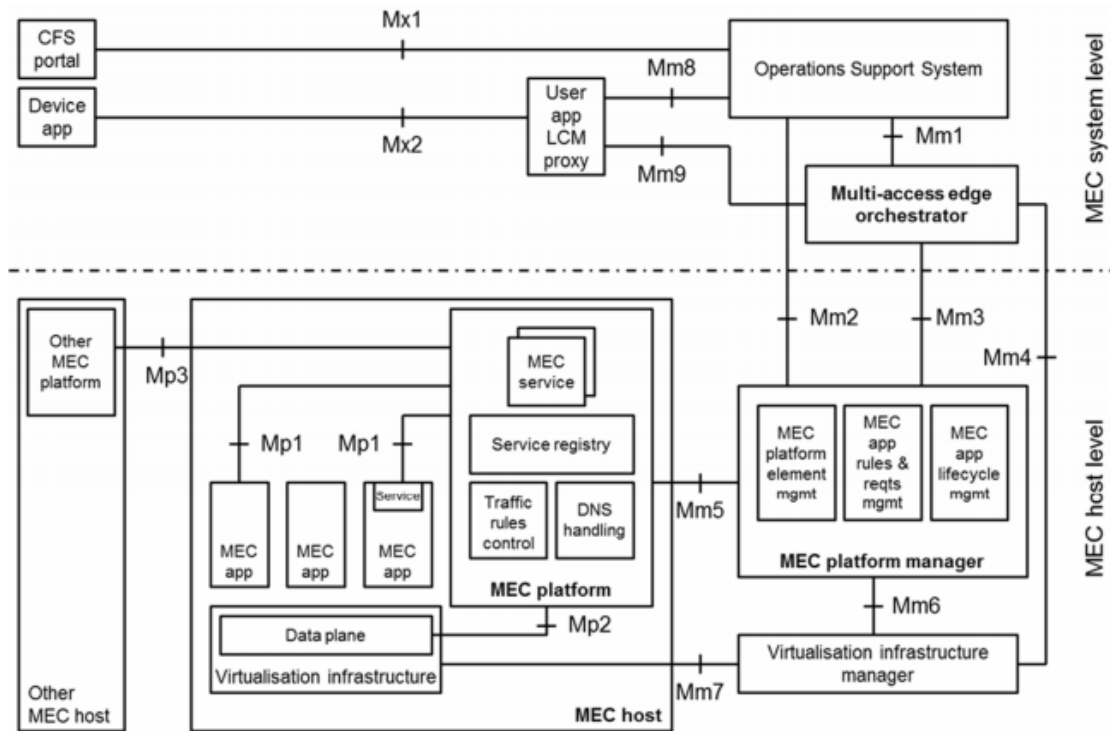 CFS
portal
Mx1
Operations Support System
MEC system level
Device
app
Mx2
User
app
LCM
proxy
Mm8
Mm9
Mm1
Multi-access edge
orchestrator
Other
MEC
platform
Mp3
MEC
service
Mm2
Mm3
Mm4
Mp1
Mp1
Service registry
MEC
platform
element
mgmt
MEC
app
rules &
reqts
mgmt
MEC
app
lifecycle
mgmt
MEC host level
Service
MEC
app
MEC
app
MEC
app
Traffic
rules
control
DNS
handling
Mm5
MEC platform
MEC platform manager
Mp2
Mm6
Data plane
Virtualisation infrastructure
Mm7
Virtualisation infrastructure
manager
Other
MEC host
MEC host